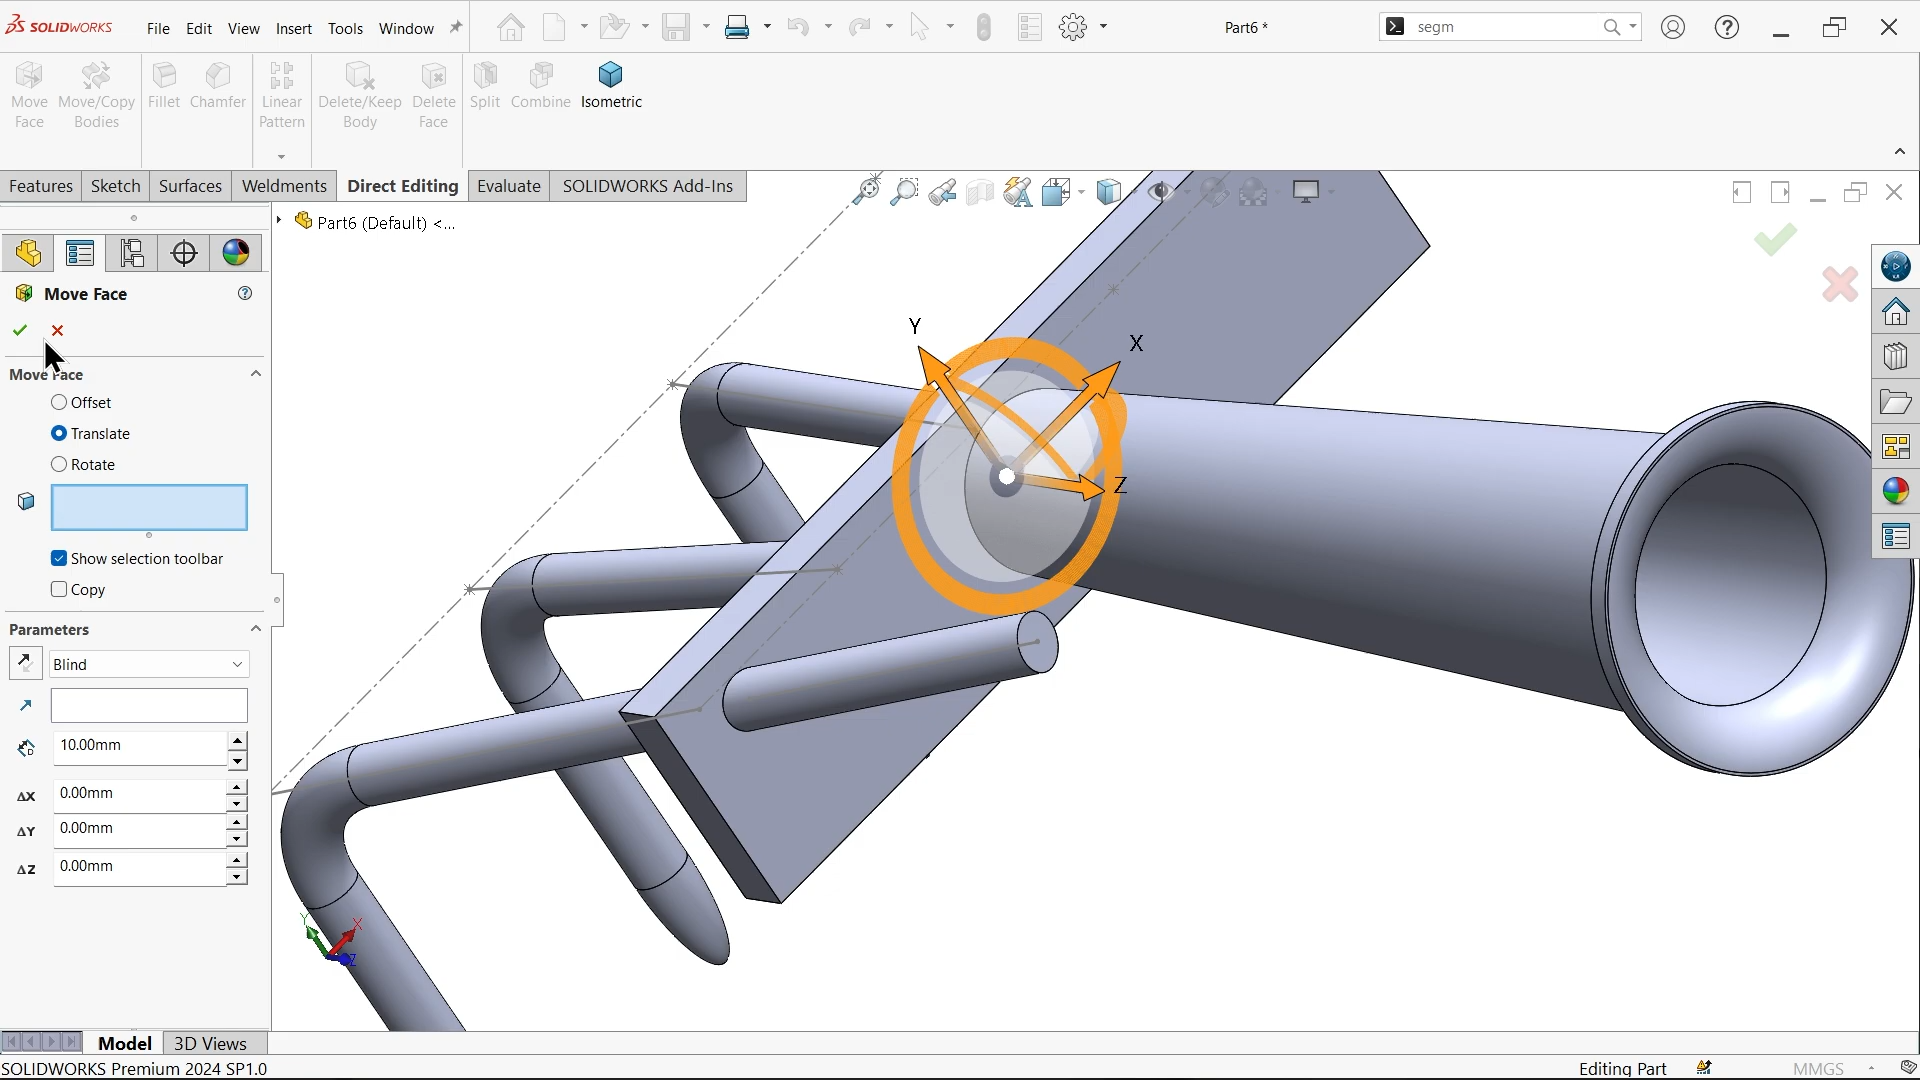 SOLIDWORKS File Edit View Insert Tools Window Part6 * segm
Move Face
Move/Copy Bodies
Fillet
Chamfer
Linear Pattern
Delete/Keep Body
Delete Face
Split
Combine
Isometric
Features Sketch Surfaces Weldments Direct Editing Evaluate SOLIDWORKS Add-Ins
Part6 (Default) <...
Move Face
Move Face
Offset
Translate
Rotate
Show selection toolbar
Copy
Parameters
Blind
10.00mm
ΔX 0.00mm
ΔY 0.00mm
ΔZ 0.00mm
Y
X
Z
Y
X
Z
Model 3D Views
SOLIDWORKS Premium 2024 SP1.0 Editing Part MMGS